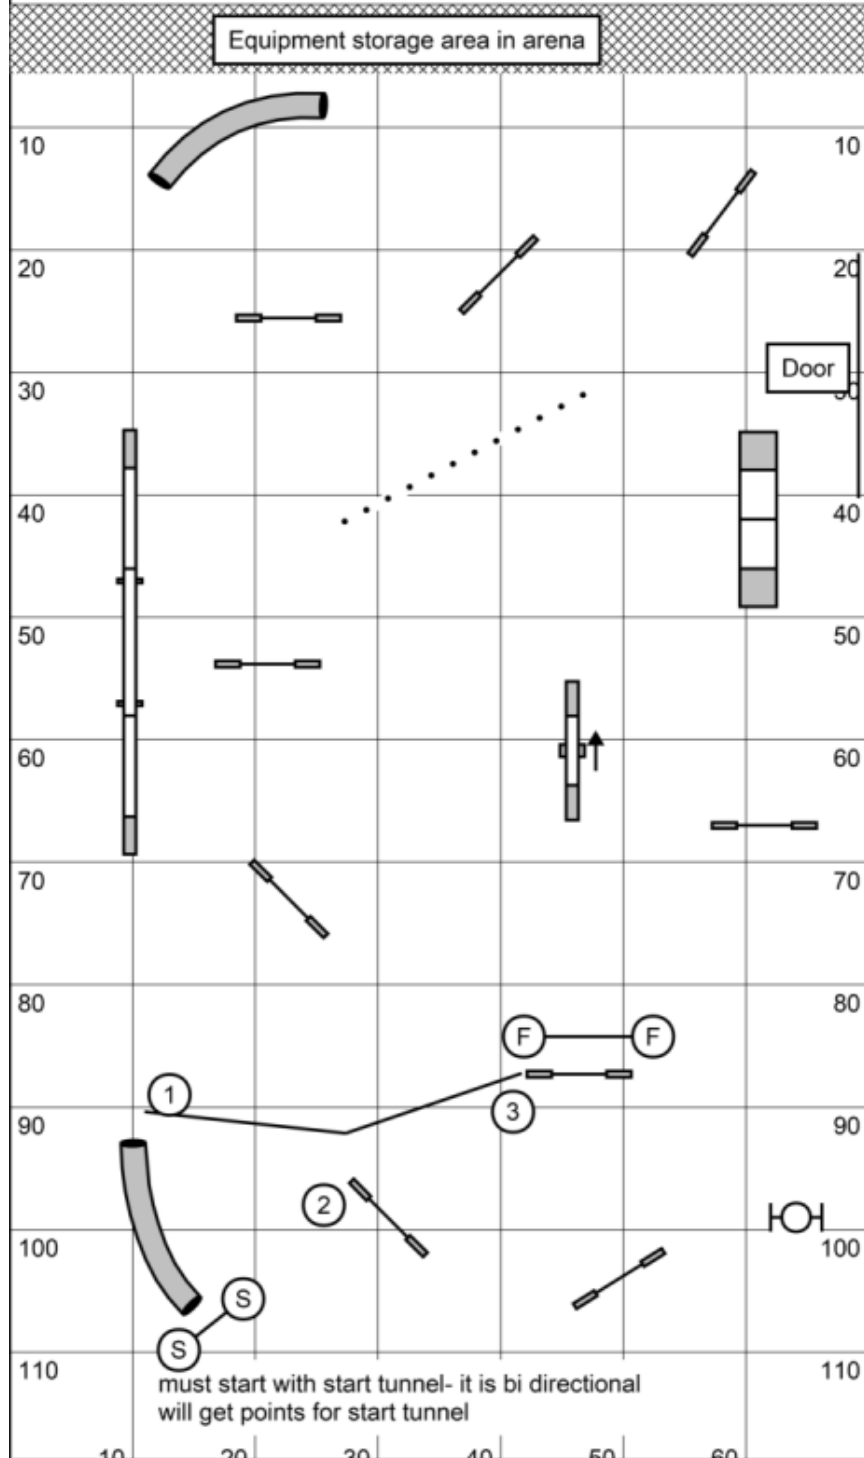 Equipment storage area in arena
10 10
20 20
Door
30
40 40
50 50
60 60
70 70
80 80
F F
1
3
90 90
2
100 100
S
S
110 110
must start with start tunnel- it is bi directional
will get points for start tunnel
10 20 30 40 50 60